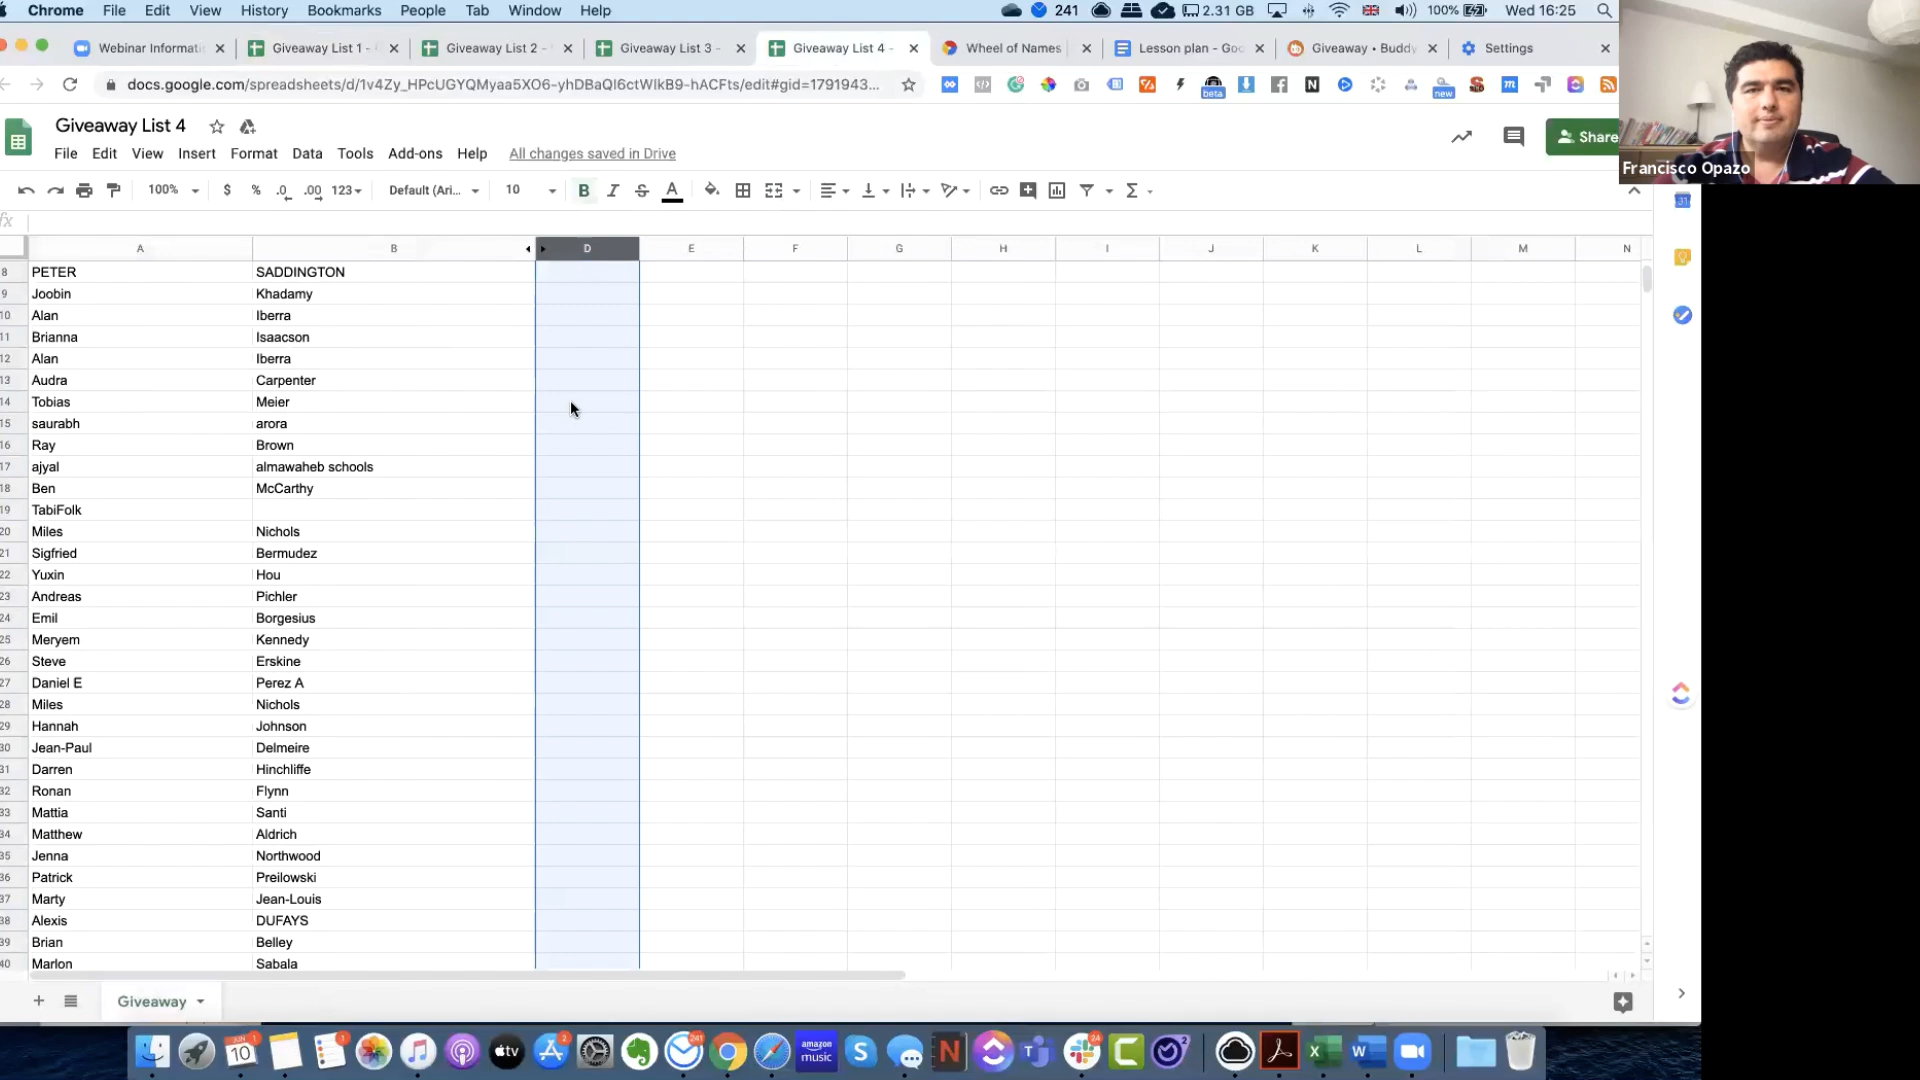 Chrome File Edit View History Bookmarks People Tab Window Help 241 2.31 GB 100% Wed 16:25
Webinar Informati Giveaway List 1 - Giveaway List 2 - Giveaway List 3 - Giveaway List 4 - Wheel of Names Lesson plan - Goo Giveaway • Buddy Settings
docs.google.com/spreadsheets/d/1v4Zy_HPcUGYQMyaa5XO6-yhDBaQl6ctWlkB9-hACFts/edit#gid=1791943...
beta new
Giveaway List 4
Share
File Edit View Insert Format Data Tools Add-ons Help All changes saved in Drive
Francisco Opazo
100% $ % .0 .00 123 Default (Ari... 10 B I S A
fx
A B D E F G H I J K L M N
8 PETER SADDINGTON
9 Joobin Khadamy
10 Alan Iberra
11 Brianna Isaacson
12 Alan Iberra
13 Audra Carpenter
14 Tobias Meier
15 saurabh arora
16 Ray Brown
17 ajyal almawaheb schools
18 Ben McCarthy
19 TabiFolk
20 Miles Nichols
21 Sigfried Bermudez
22 Yuxin Hou
23 Andreas Pichler
24 Emil Borgesius
25 Meryem Kennedy
26 Steve Erskine
27 Daniel E Perez A
28 Miles Nichols
29 Hannah Johnson
30 Jean-Paul Delmeire
31 Darren Hinchliffe
32 Ronan Flynn
33 Mattia Santi
34 Matthew Aldrich
35 Jenna Northwood
36 Patrick Preilowski
37 Marty Jean-Louis
38 Alexis DUFAYS
39 Brian Belley
40 Marlon Sabala
Giveaway
10 tv amazon music 241 24